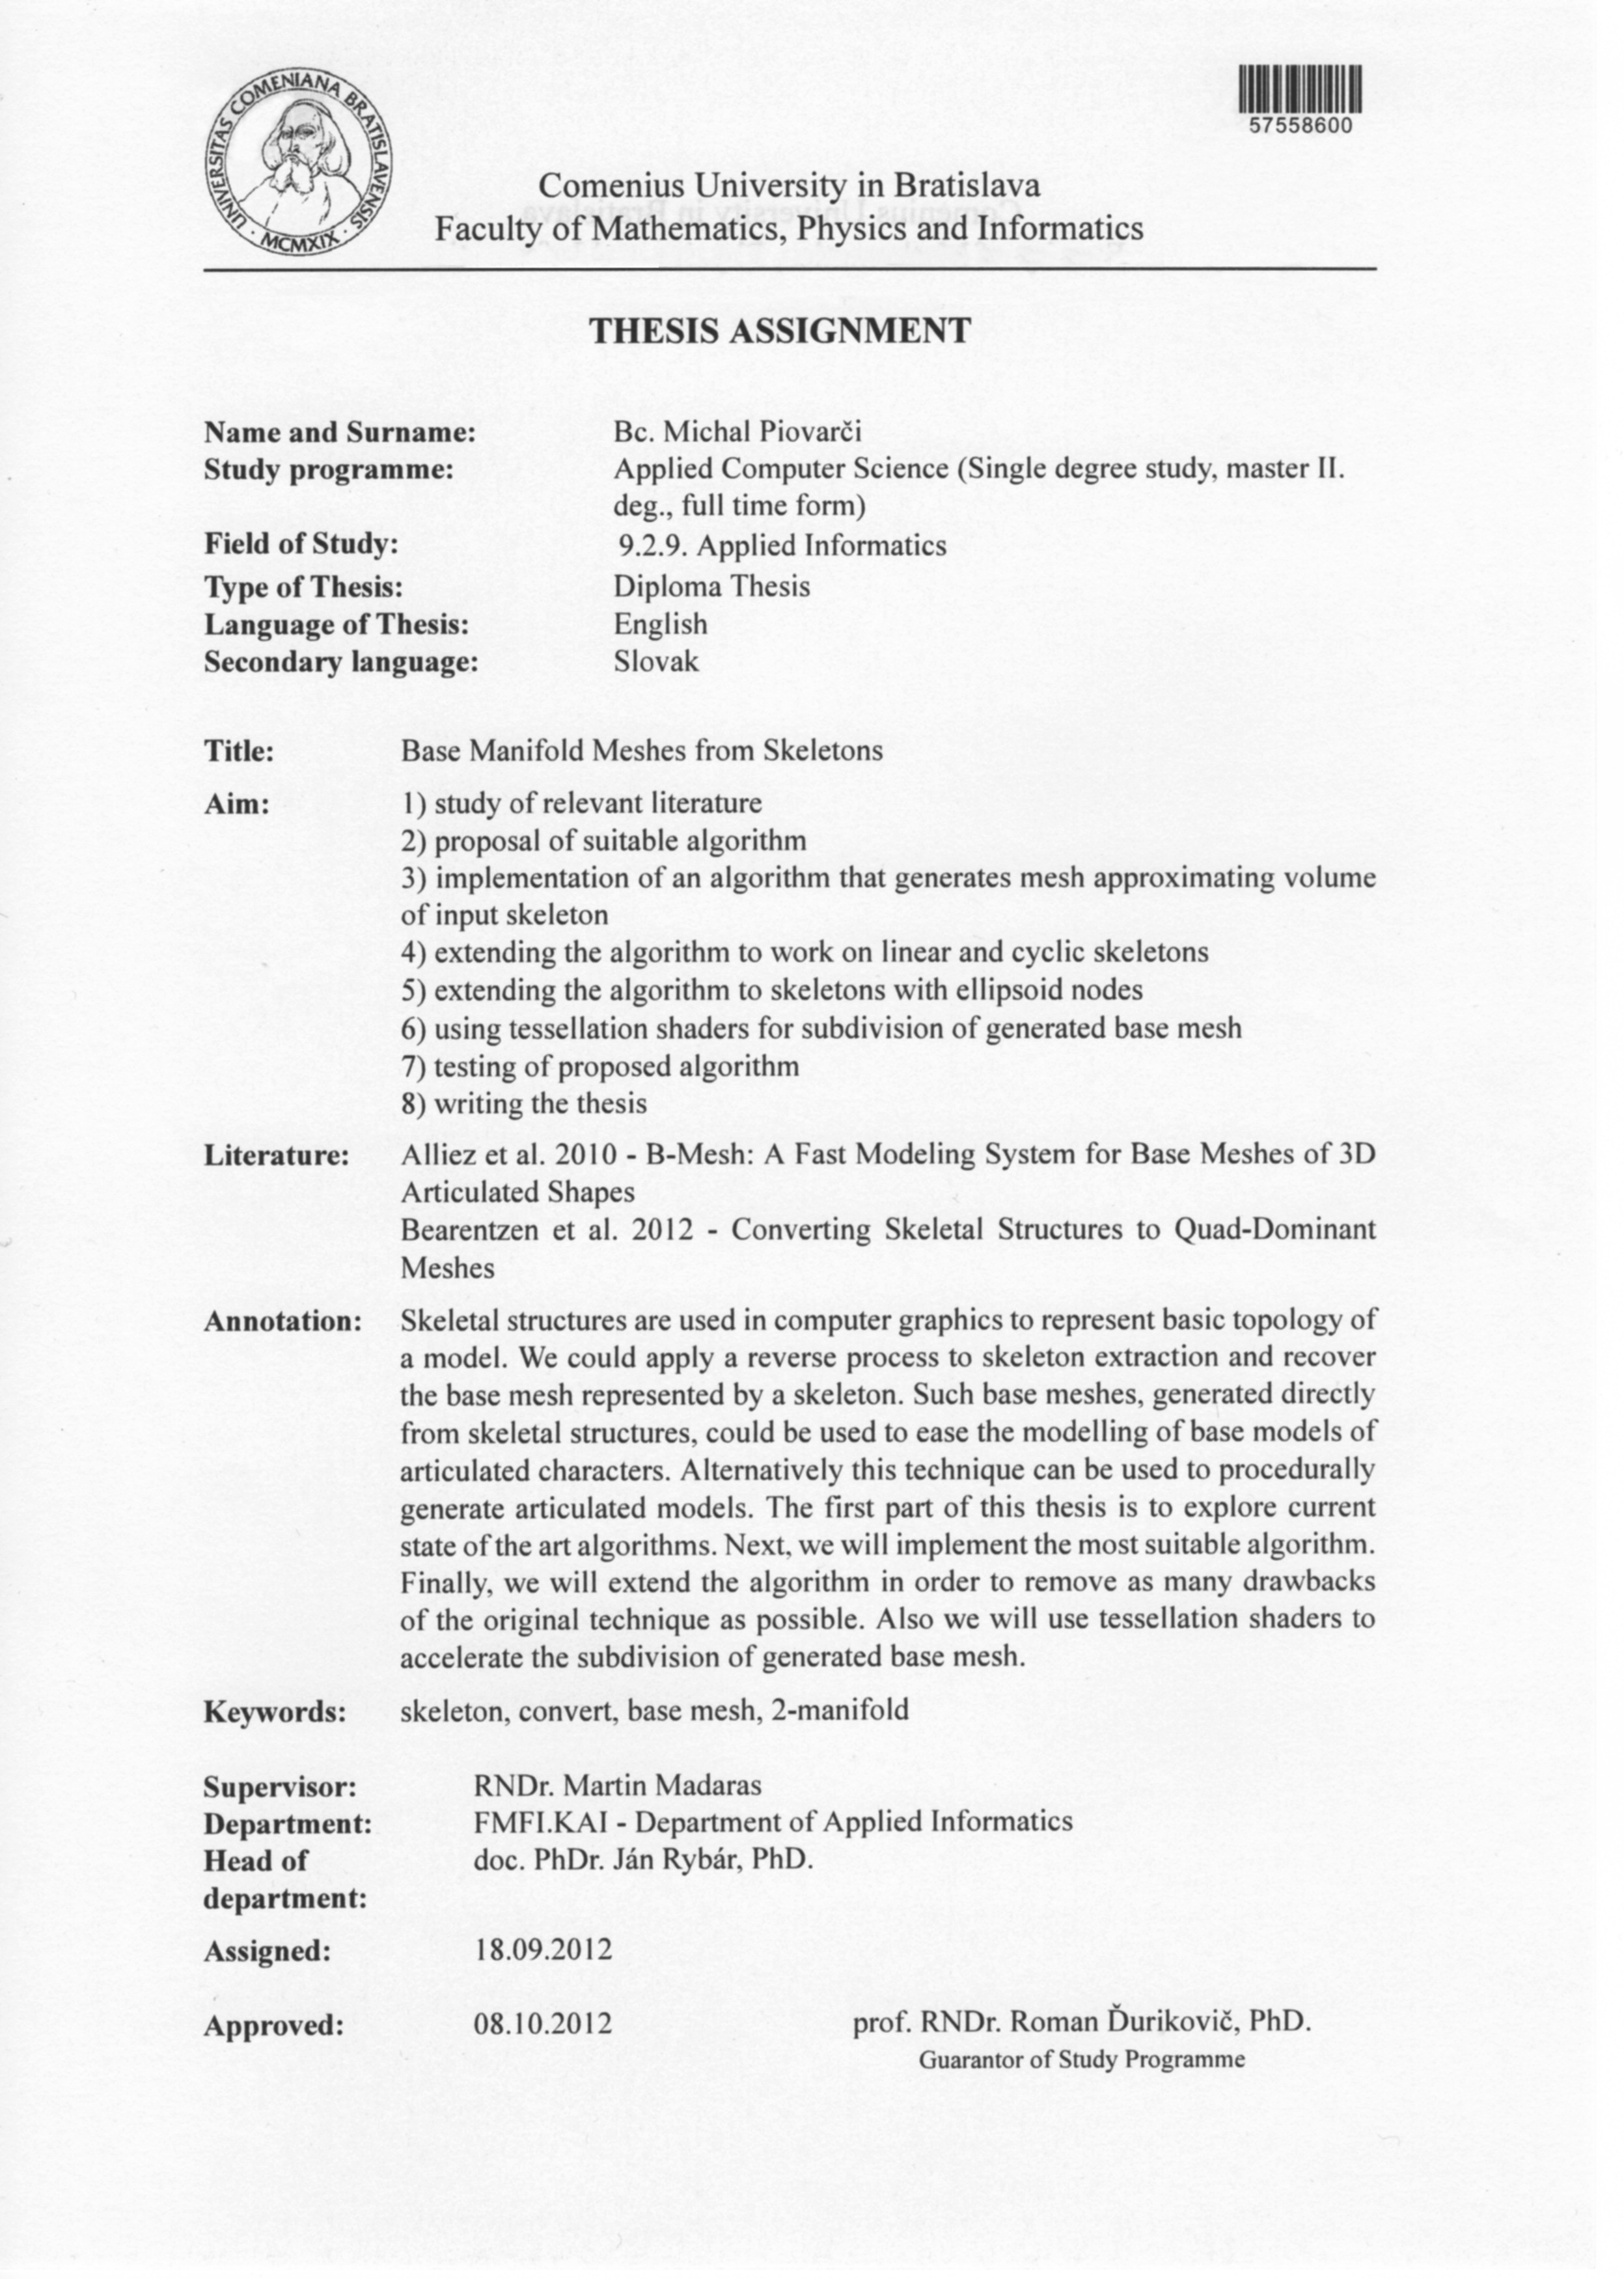 UNIVERSITAS COMENIANA BRATISLAVENSIS
· MCMXIX ·
57558600
Comenius University in Bratislava
Faculty of Mathematics, Physics and Informatics
THESIS ASSIGNMENT
Name and Surname: Bc. Michal Piovarči
Study programme: Applied Computer Science (Single degree study, master II.
deg., full time form)
Field of Study: 9.2.9. Applied Informatics
Type of Thesis: Diploma Thesis
Language of Thesis: English
Secondary language: Slovak
Title: Base Manifold Meshes from Skeletons
Aim: 1) study of relevant literature
2) proposal of suitable algorithm
3) implementation of an algorithm that generates mesh approximating volume
of input skeleton
4) extending the algorithm to work on linear and cyclic skeletons
5) extending the algorithm to skeletons with ellipsoid nodes
6) using tessellation shaders for subdivision of generated base mesh
7) testing of proposed algorithm
8) writing the thesis
Literature: Alliez et al. 2010 - B-Mesh: A Fast Modeling System for Base Meshes of 3D
Articulated Shapes
Bearentzen et al. 2012 - Converting Skeletal Structures to Quad-Dominant
Meshes
Annotation: Skeletal structures are used in computer graphics to represent basic topology of
a model. We could apply a reverse process to skeleton extraction and recover
the base mesh represented by a skeleton. Such base meshes, generated directly
from skeletal structures, could be used to ease the modelling of base models of
articulated characters. Alternatively this technique can be used to procedurally
generate articulated models. The first part of this thesis is to explore current
state of the art algorithms. Next, we will implement the most suitable algorithm.
Finally, we will extend the algorithm in order to remove as many drawbacks
of the original technique as possible. Also we will use tessellation shaders to
accelerate the subdivision of generated base mesh.
Keywords: skeleton, convert, base mesh, 2-manifold
Supervisor: RNDr. Martin Madaras
Department: FMFI.KAI - Department of Applied Informatics
Head of doc. PhDr. Ján Rybár, PhD.
department:
Assigned: 18.09.2012
Approved: 08.10.2012 prof. RNDr. Roman Ďurikovič, PhD.
Guarantor of Study Programme